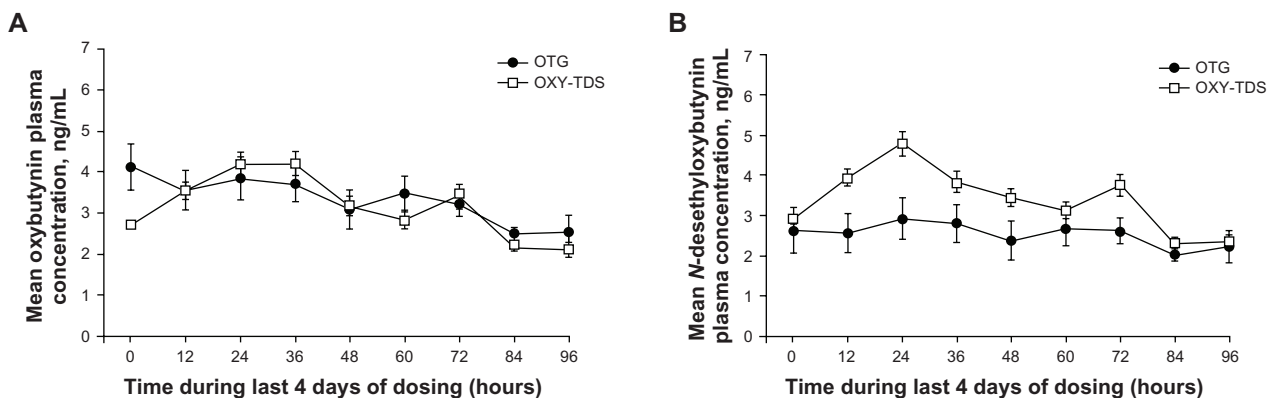 A
Mean oxybutynin plasma
concentration, ng/mL
7
6
5
4
3
2
1
0
OTG
OXY-TDS
0 12 24 36 48 60 72 84 96
Time during last 4 days of dosing (hours)
B
Mean N-desethyloxybutynin
plasma concentration, ng/mL
7
6
5
4
3
2
1
0
OTG
OXY-TDS
0 12 24 36 48 60 72 84 96
Time during last 4 days of dosing (hours)